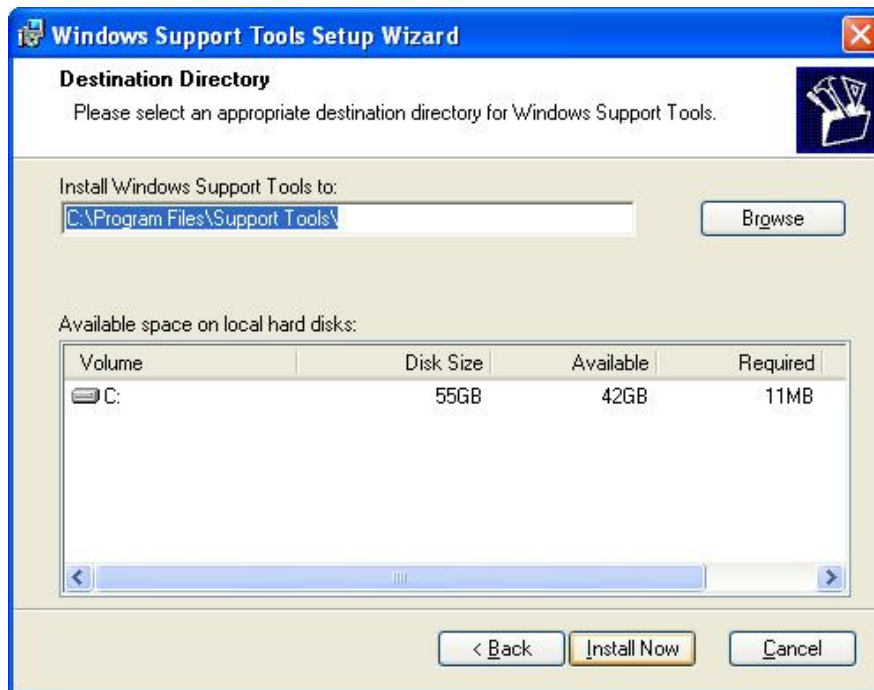 Windows Support Tools Setup Wizard
Destination Directory
Please select an appropriate destination directory for Windows Support Tools.
Install Windows Support Tools to:
C:\Program Files\Support Tools\
Browse
Available space on local hard disks:
Volume Disk Size Available Required
C: 55GB 42GB 11MB
< Back Install Now Cancel